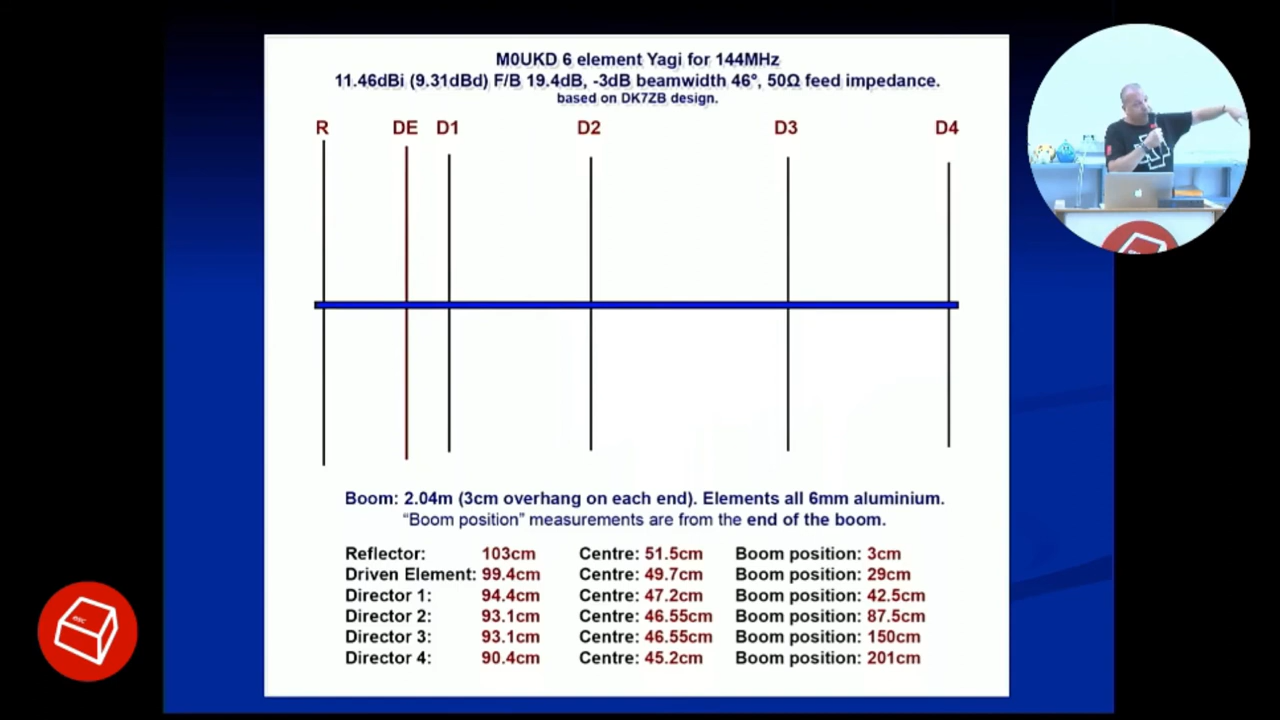 M0UKD 6 element Yagi for 144MHz
11.46dBi (9.31dBd) F/B 19.4dB, -3dB beamwidth 46°, 50Ω feed impedance.
based on DK7ZB design.
R DE D1 D2 D3 D4
Boom: 2.04m (3cm overhang on each end). Elements all 6mm aluminium.
“Boom position” measurements are from the end of the boom.
Reflector: 103cm Centre: 51.5cm Boom position: 3cm
Driven Element: 99.4cm Centre: 49.7cm Boom position: 29cm
Director 1: 94.4cm Centre: 47.2cm Boom position: 42.5cm
Director 2: 93.1cm Centre: 46.55cm Boom position: 87.5cm
Director 3: 93.1cm Centre: 46.55cm Boom position: 150cm
Director 4: 90.4cm Centre: 45.2cm Boom position: 201cm
esc